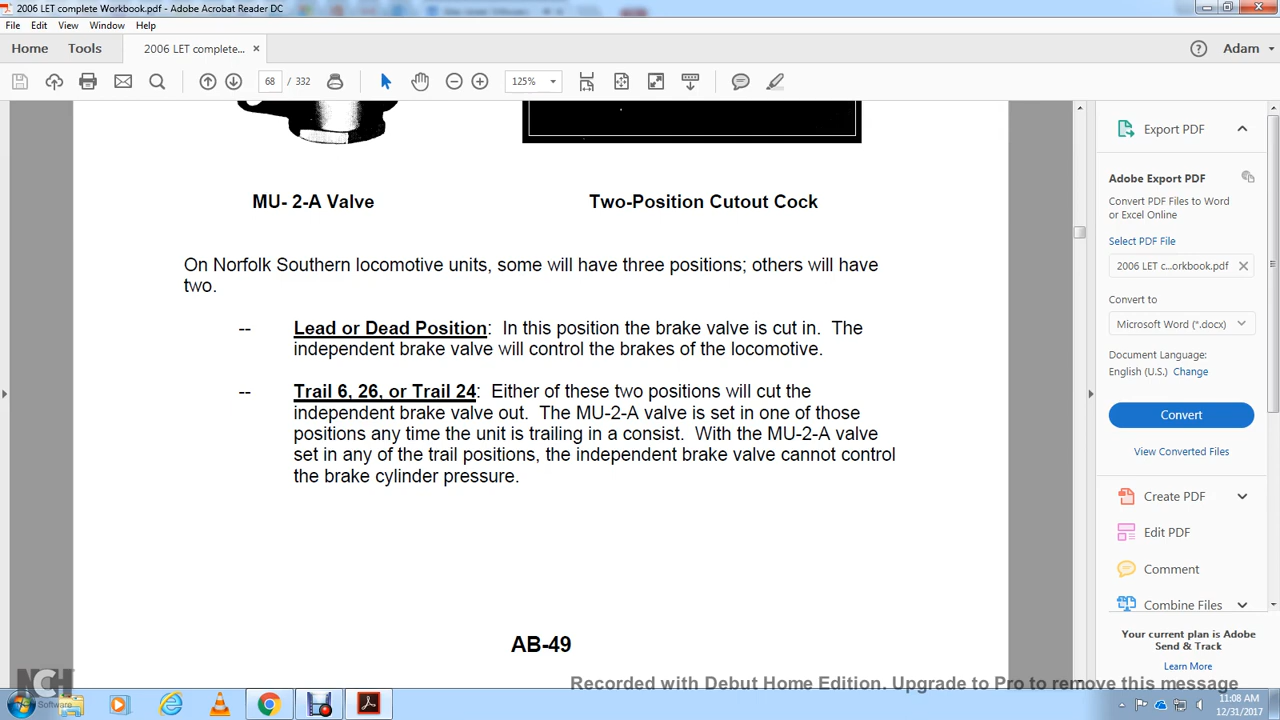 2006 LET complete Workbook.pdf - Adobe Acrobat Reader DC
File Edit View Window Help
Home Tools 2006 LET complete... × Adam
68 / 332 125%
MU- 2-A Valve Two-Position Cutout Cock
On Norfolk Southern locomotive units, some will have three positions; others will have
two.
-- Lead or Dead Position: In this position the brake valve is cut in. The
independent brake valve will control the brakes of the locomotive.
-- Trail 6, 26, or Trail 24: Either of these two positions will cut the
independent brake valve out. The MU-2-A valve is set in one of those
positions any time the unit is trailing in a consist. With the MU-2-A valve
set in any of the trail positions, the independent brake valve cannot control
the brake cylinder pressure.
AB-49
Export PDF
Adobe Export PDF
Convert PDF Files to Word
or Excel Online
Select PDF File
2006 LET c...orkbook.pdf
Convert to
Microsoft Word (*.docx)
Document Language:
English (U.S.) Change
Convert
View Converted Files
Create PDF
Edit PDF
Comment
Combine Files
Your current plan is Adobe
Send & Track
Learn More
NCH
Software
Recorded with Debut Home Edition. Upgrade to Pro to remove this message
11:08 AM
12/31/2017